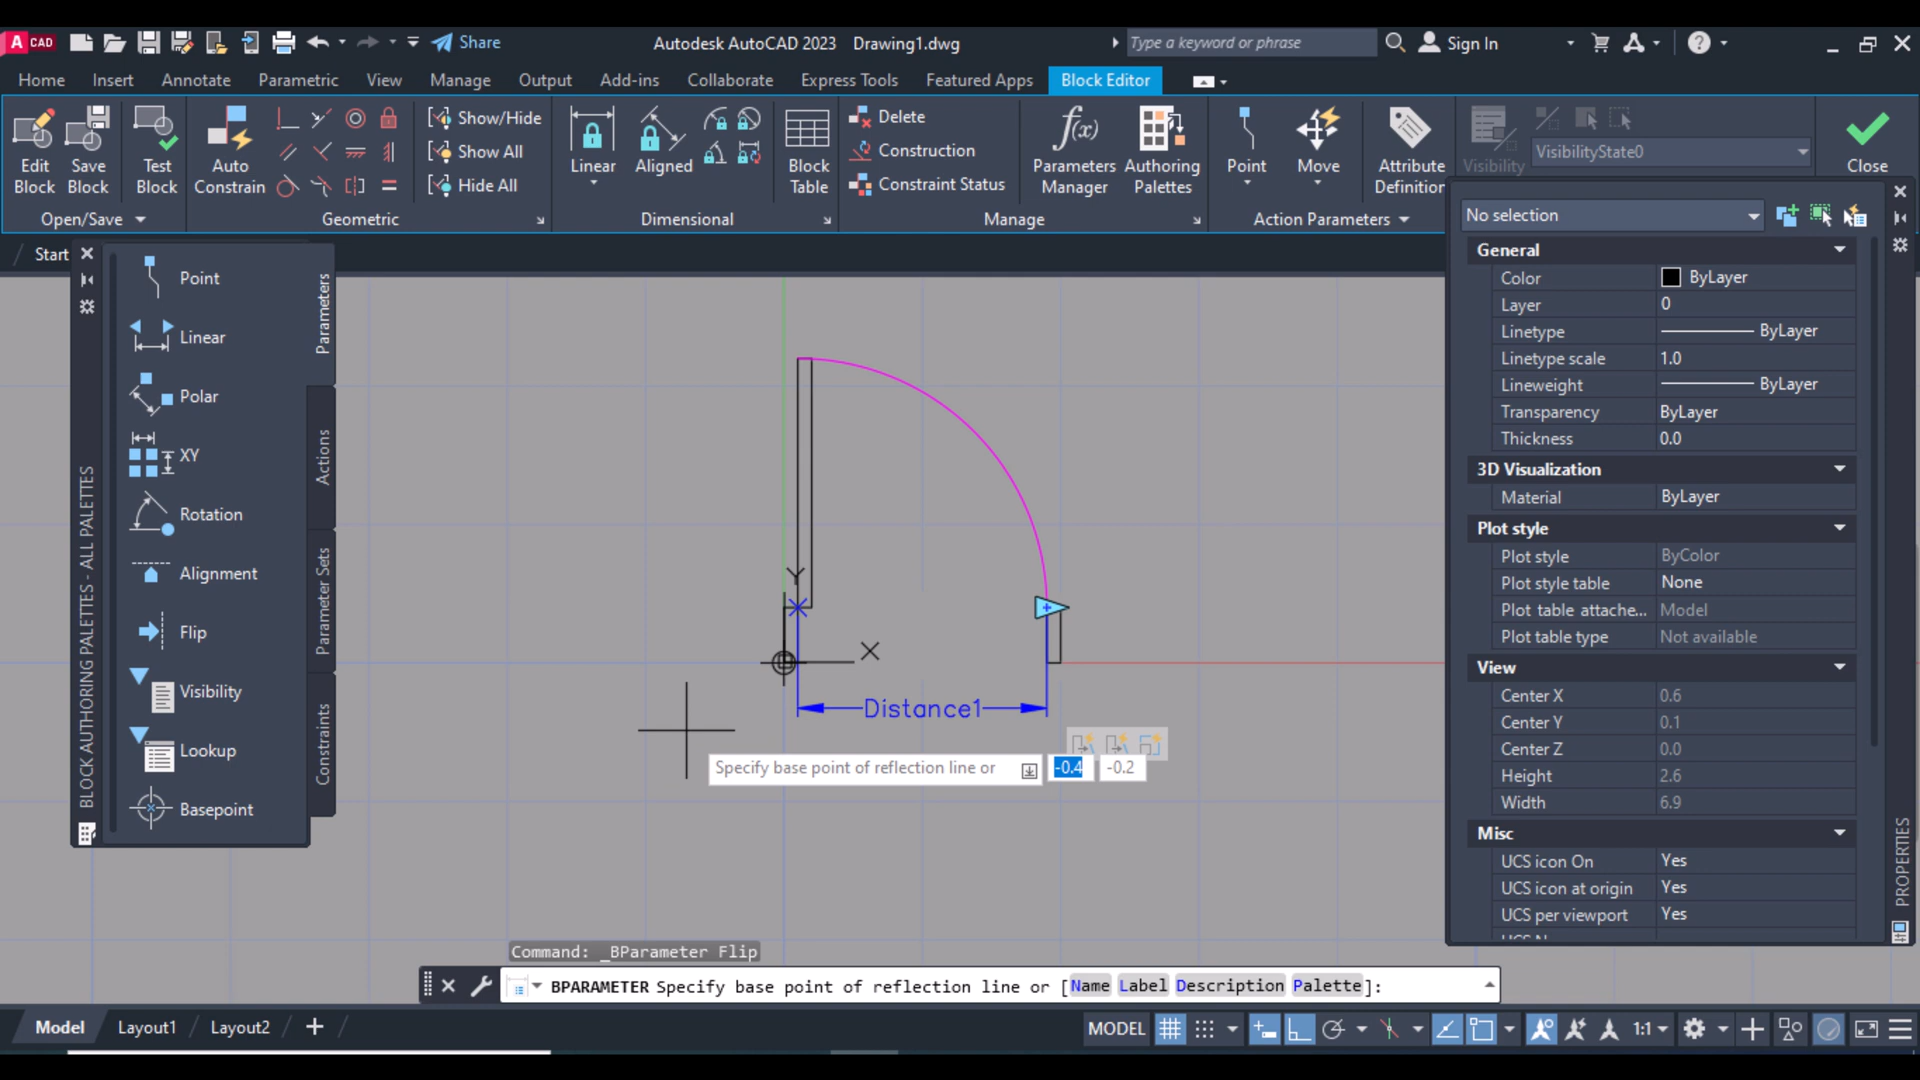 A CAD Share Autodesk AutoCAD 2023 Drawing1.dwg Type a keyword or phrase Sign In
Home Insert Annotate Parametric View Manage Output Add-ins Collaborate Express Tools Featured Apps Block Editor
Edit Block Save Block Test Block
Auto Constrain
Show/Hide
Show All
Hide All
Linear Aligned
Block Table
Delete
Construction
Constraint Status
Parameters Manager
Authoring Palettes
Point Move
Attribute Definition
Visibility
VisibilityState0
Close
Open/Save Geometric Dimensional Manage Action Parameters
Start
Point
Linear
Polar
XY
Rotation
Alignment
Flip
Visibility
Lookup
Basepoint
Parameters
Actions
Parameter Sets
Constraints
BLOCK AUTHORING PALETTES - ALL PALETTES
Y
X
Distance1
Specify base point of reflection line or -0.4 -0.2
No selection
General
Color ByLayer
Layer 0
Linetype ByLayer
Linetype scale 1.0
Lineweight ByLayer
Transparency ByLayer
Thickness 0.0
3D Visualization
Material ByLayer
Plot style
Plot style ByColor
Plot style table None
Plot table attache... Model
Plot table type Not available
View
Center X 0.6
Center Y 0.1
Center Z 0.0
Height 2.6
Width 6.9
Misc
UCS icon On Yes
UCS icon at origin Yes
UCS per viewport Yes
PROPERTIES
Command: _BParameter Flip
BPARAMETER Specify base point of reflection line or [Name Label Description Palette]:
Model Layout1 Layout2 MODEL 1:1